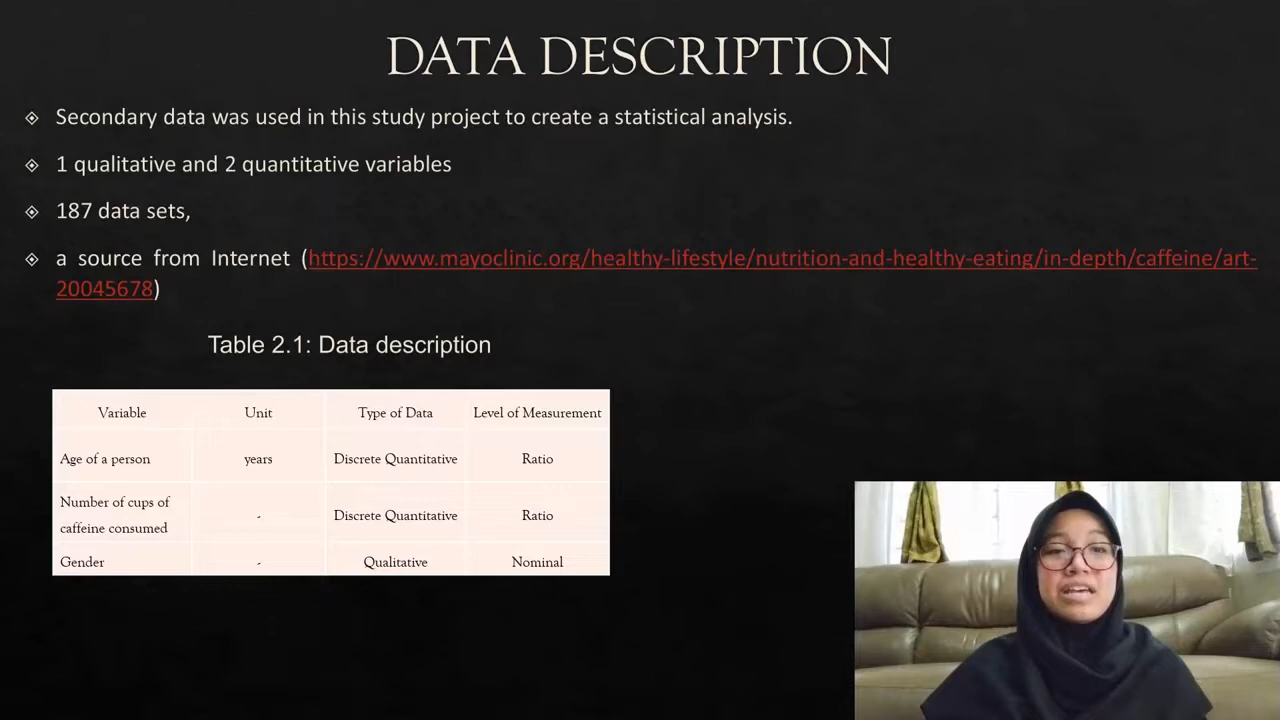 DATA DESCRIPTION
Secondary data was used in this study project to create a statistical analysis.
1 qualitative and 2 quantitative variables
187 data sets,
a source from Internet (https://www.mayoclinic.org/healthy-lifestyle/nutrition-and-healthy-eating/in-depth/caffeine/art-
20045678)
Table 2.1: Data description
Variable Unit Type of Data Level of Measurement
Age of a person years Discrete Quantitative Ratio
Number of cups of
caffeine consumed - Discrete Quantitative Ratio
Gender - Qualitative Nominal